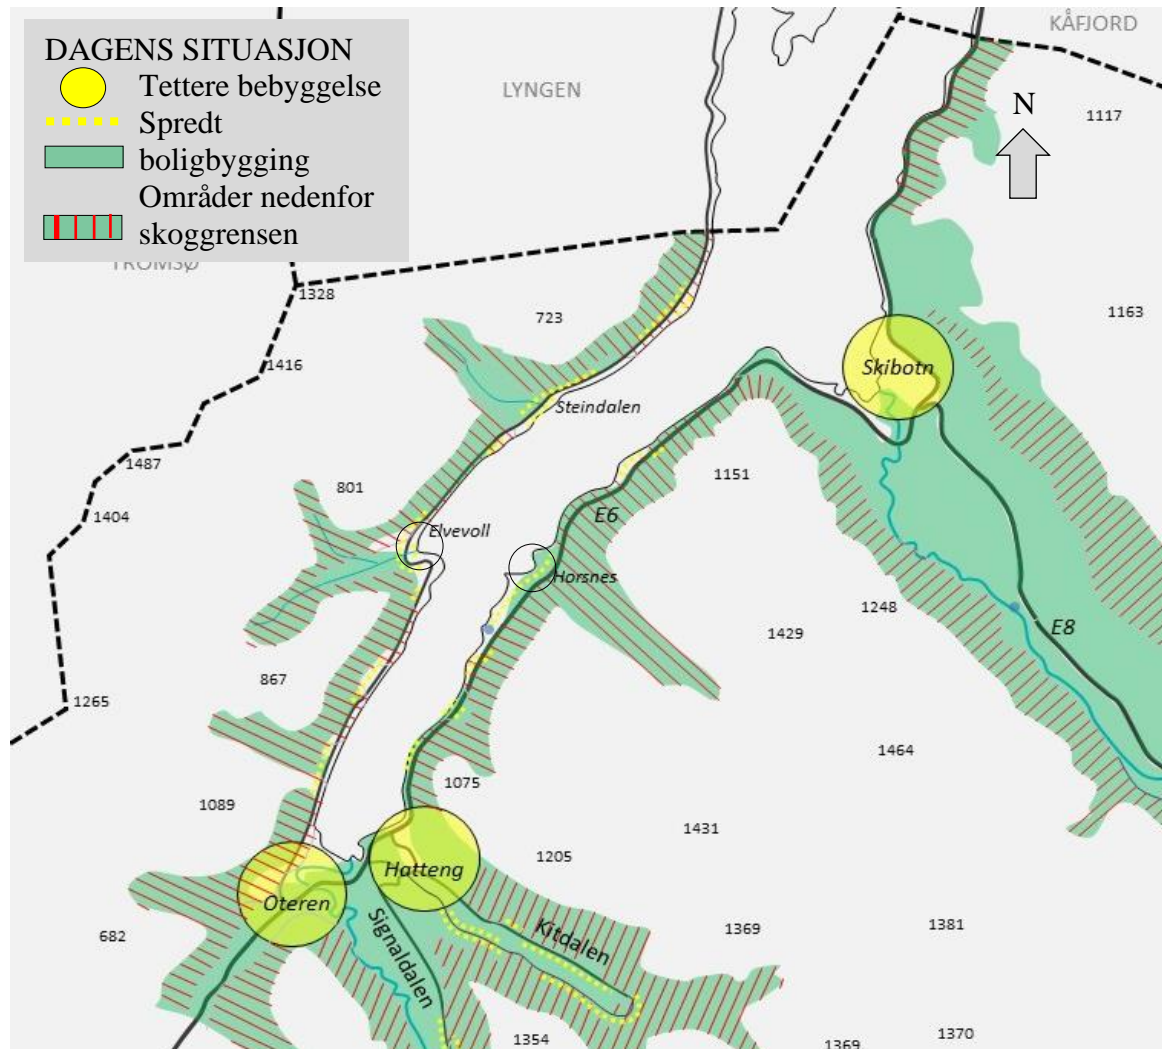 DAGENS SITUASJON
Tettere bebyggelse
Spredt
boligbygging
Områder nedenfor
skoggrensen
KÅFJORD
LYNGEN
N
1117
TROMSØ
1328
723
1163
1416
Skibotn
Steindalen
1487
801
1151
1404
E6
Elvevoll
Horsnes
1248
1429
E8
867
1265
1464
1075
1089
1431
1205
Hatteng
Oteren
Kitdalen
Signaldalen
682
1369
1381
1354
1369
1370